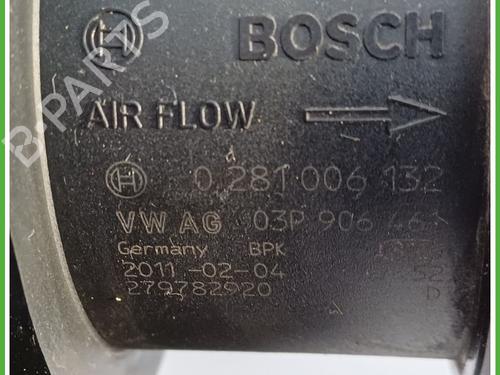 BOSCH
AIR FLOW
0 281 006 132
VW AG 03P 906 461
Germany BPK
2011-02-04
279782920 D
B-PARTS